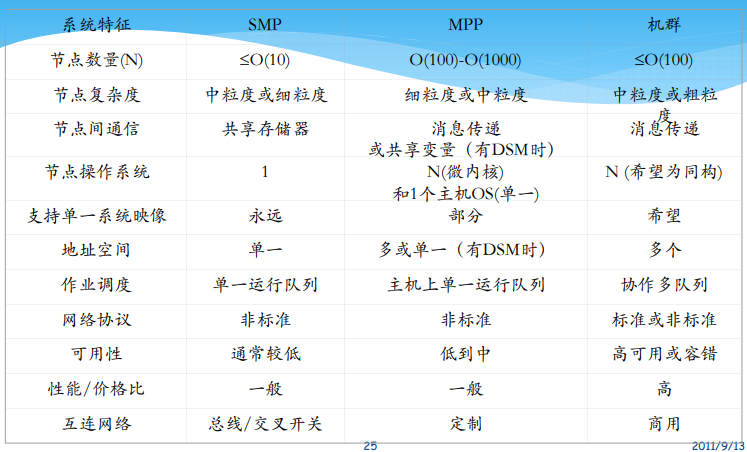 系统特征 SMP MPP 机群
节点数量(N) ≤O(10) O(100)-O(1000) ≤O(100)
节点复杂度 中粒度或细粒度 细粒度或中粒度 中粒度或粗粒
度
节点间通信 共享存储器 消息传递 消息传递
或共享变量（有DSM时）
节点操作系统 1 N(微内核) N (希望为同构)
和1个主机OS(单一)
支持单一系统映像 永远 部分 希望
地址空间 单一 多或单一（有DSM时） 多个
作业调度 单一运行队列 主机上单一运行队列 协作多队列
网络协议 非标准 非标准 标准或非标准
可用性 通常较低 低到中 高可用或容错
性能/价格比 一般 一般 高
互连网络 总线/交叉开关 定制 商用
25 2011/9/13